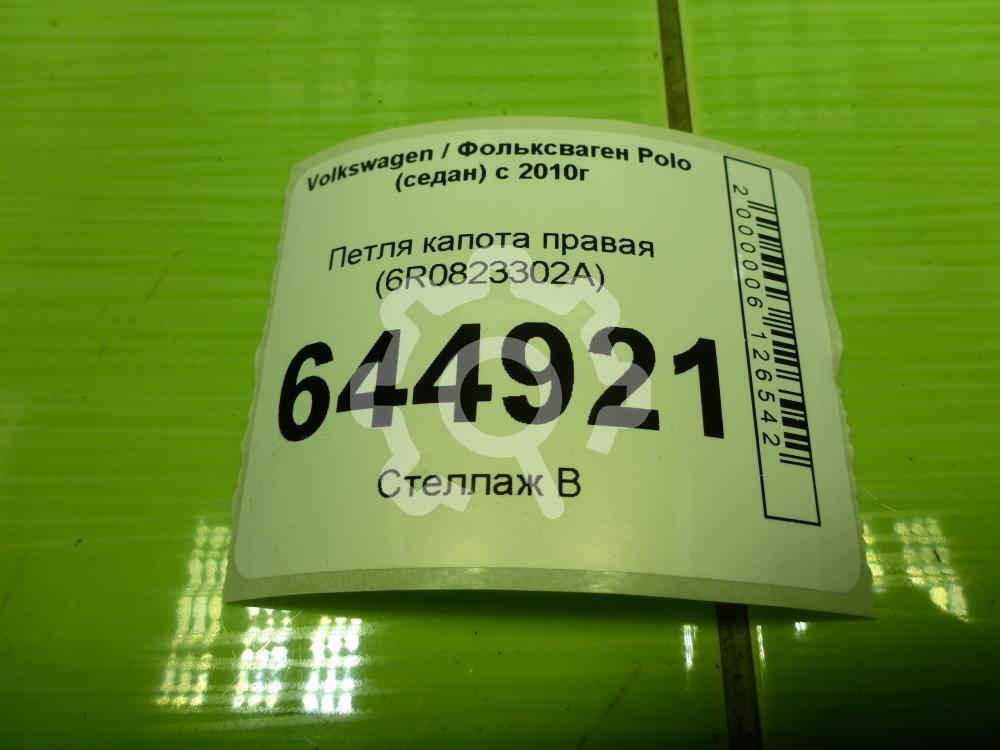 Volkswagen / Фольксваген Polo
(седан) с 2010г
Петля капота правая
(6R0823302A)
644921
Стеллаж В
2000006126542